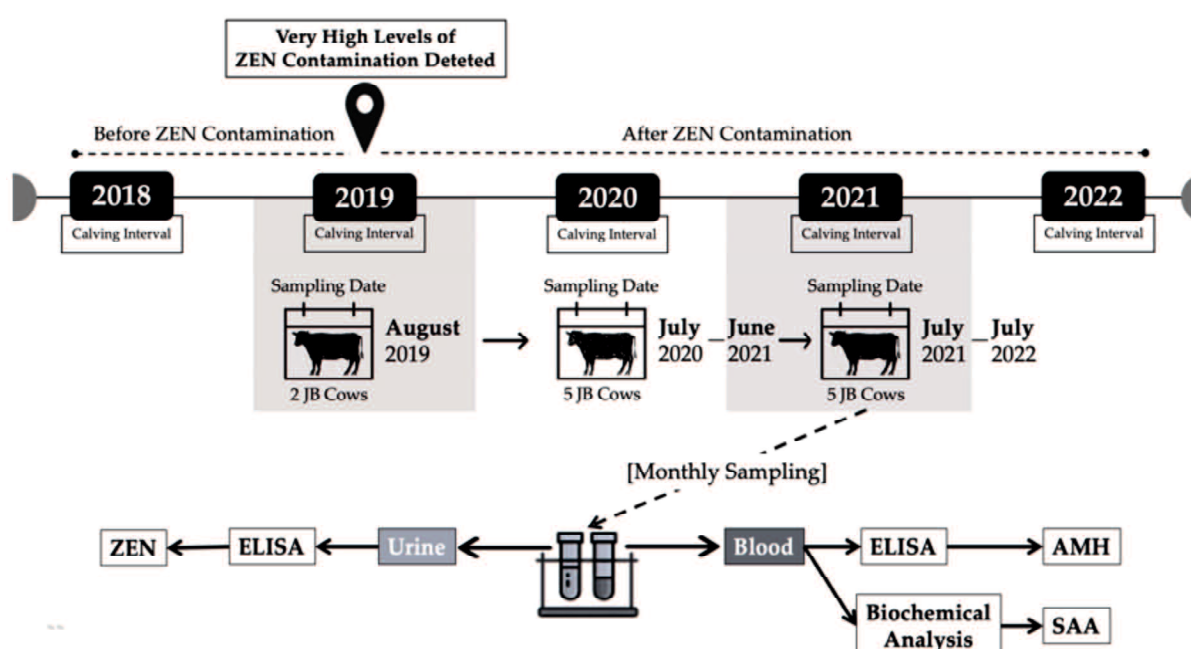 Very High Levels of
ZEN Contamination Deteted
Before ZEN Contamination
After ZEN Contamination
2018
2019
2020
2021
2022
Calving Interval
Calving Interval
Calving Interval
Calving Interval
Calving Interval
Sampling Date
Sampling Date
Sampling Date
August
2019
July
2020
–
June
2021
July
2021
–
July
2022
2 JB Cows
5 JB Cows
5 JB Cows
[Monthly Sampling]
ZEN
ELISA
Urine
Blood
ELISA
AMH
Biochemical
Analysis
SAA